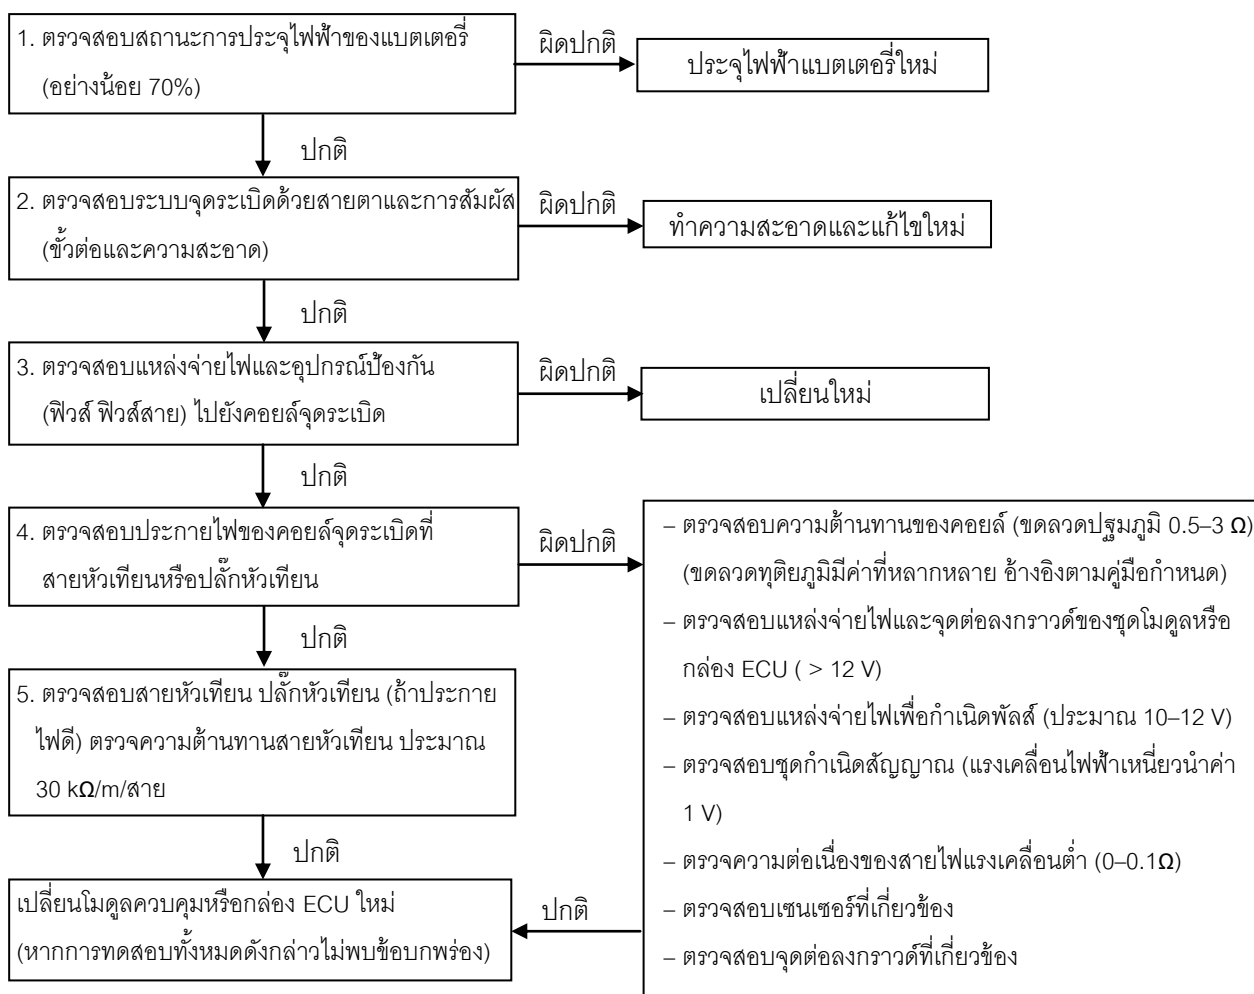 1. ตรวจสอบสถานะการประจุไฟฟ้าของแบตเตอรี่
(อย่างน้อย 70%)
ผิดปกติ
ประจุไฟฟ้าแบตเตอรี่ใหม่
ปกติ
2. ตรวจสอบระบบจุดระเบิดด้วยสายตาและการสัมผัส
(ขั้วต่อและความสะอาด)
ผิดปกติ
ทำความสะอาดและแก้ไขใหม่
ปกติ
3. ตรวจสอบแหล่งจ่ายไฟและอุปกรณ์ป้องกัน
(ฟิวส์ ฟิวส์สาย) ไปยังคอยล์จุดระเบิด
ผิดปกติ
เปลี่ยนใหม่
ปกติ
4. ตรวจสอบประกายไฟของคอยล์จุดระเบิดที่
สายหัวเทียนหรือปลั๊กหัวเทียน
ผิดปกติ
– ตรวจสอบความต้านทานของคอยล์ (ขดลวดปฐมภูมิ 0.5–3 Ω)
(ขดลวดทุติยภูมิมีค่าที่หลากหลาย อ้างอิงตามคู่มือกำหนด)
– ตรวจสอบแหล่งจ่ายไฟและจุดต่อลงกราวด์ของชุดโมดูลหรือ
กล่อง ECU ( > 12 V)
– ตรวจสอบแหล่งจ่ายไฟเพื่อกำเนิดพัลส์ (ประมาณ 10–12 V)
– ตรวจสอบชุดกำเนิดสัญญาณ (แรงเคลื่อนไฟฟ้าเหนี่ยวนำค่า
1 V)
– ตรวจความต่อเนื่องของสายไฟแรงเคลื่อนต่ำ (0–0.1Ω)
– ตรวจสอบเซนเซอร์ที่เกี่ยวข้อง
– ตรวจสอบจุดต่อลงกราวด์ที่เกี่ยวข้อง
ปกติ
5. ตรวจสอบสายหัวเทียน ปลั๊กหัวเทียน (ถ้าประกาย
ไฟดี) ตรวจความต้านทานสายหัวเทียน ประมาณ
30 kΩ/m/สาย
ปกติ
ปกติ
เปลี่ยนโมดูลควบคุมหรือกล่อง ECU ใหม่
(หากการทดสอบทั้งหมดดังกล่าวไม่พบข้อบกพร่อง)